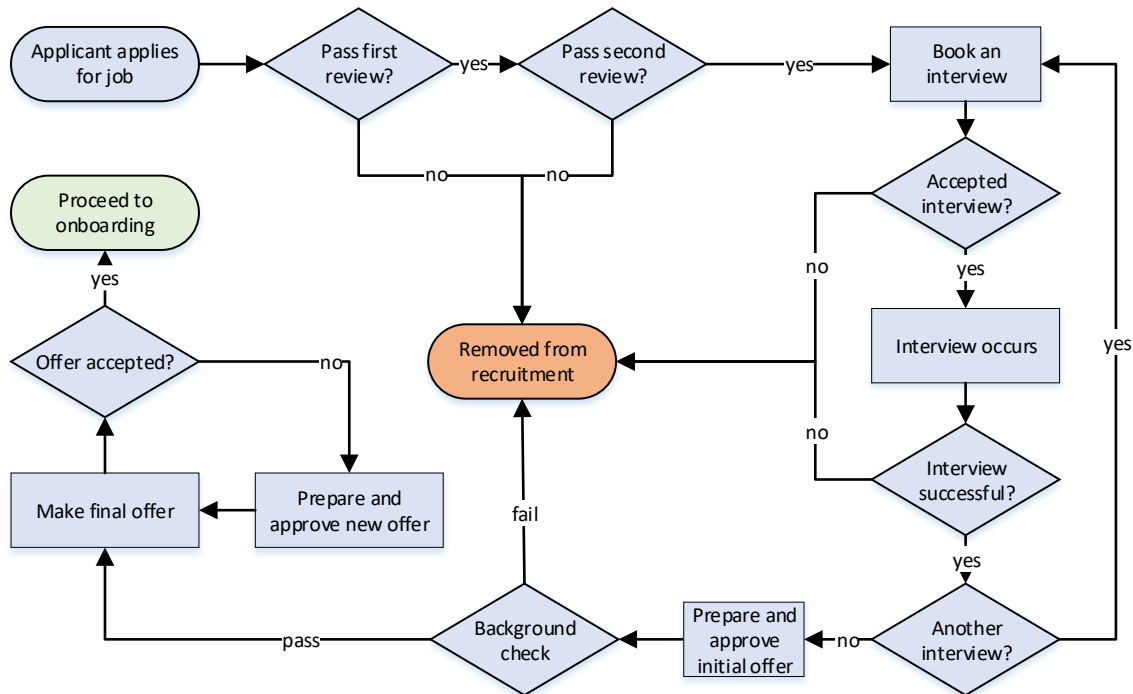 Applicant applies
for job
Pass first
review?
yes
Pass second
review?
yes
Book an
interview
no
no
Accepted
interview?
Proceed to
onboarding
yes
no
yes
Offer accepted?
no
Removed from
recruitment
Interview occurs
yes
no
Interview
successful?
Make final offer
Prepare and
approve new offer
fail
yes
pass
Background
check
Prepare and
approve
initial offer
no
Another
interview?